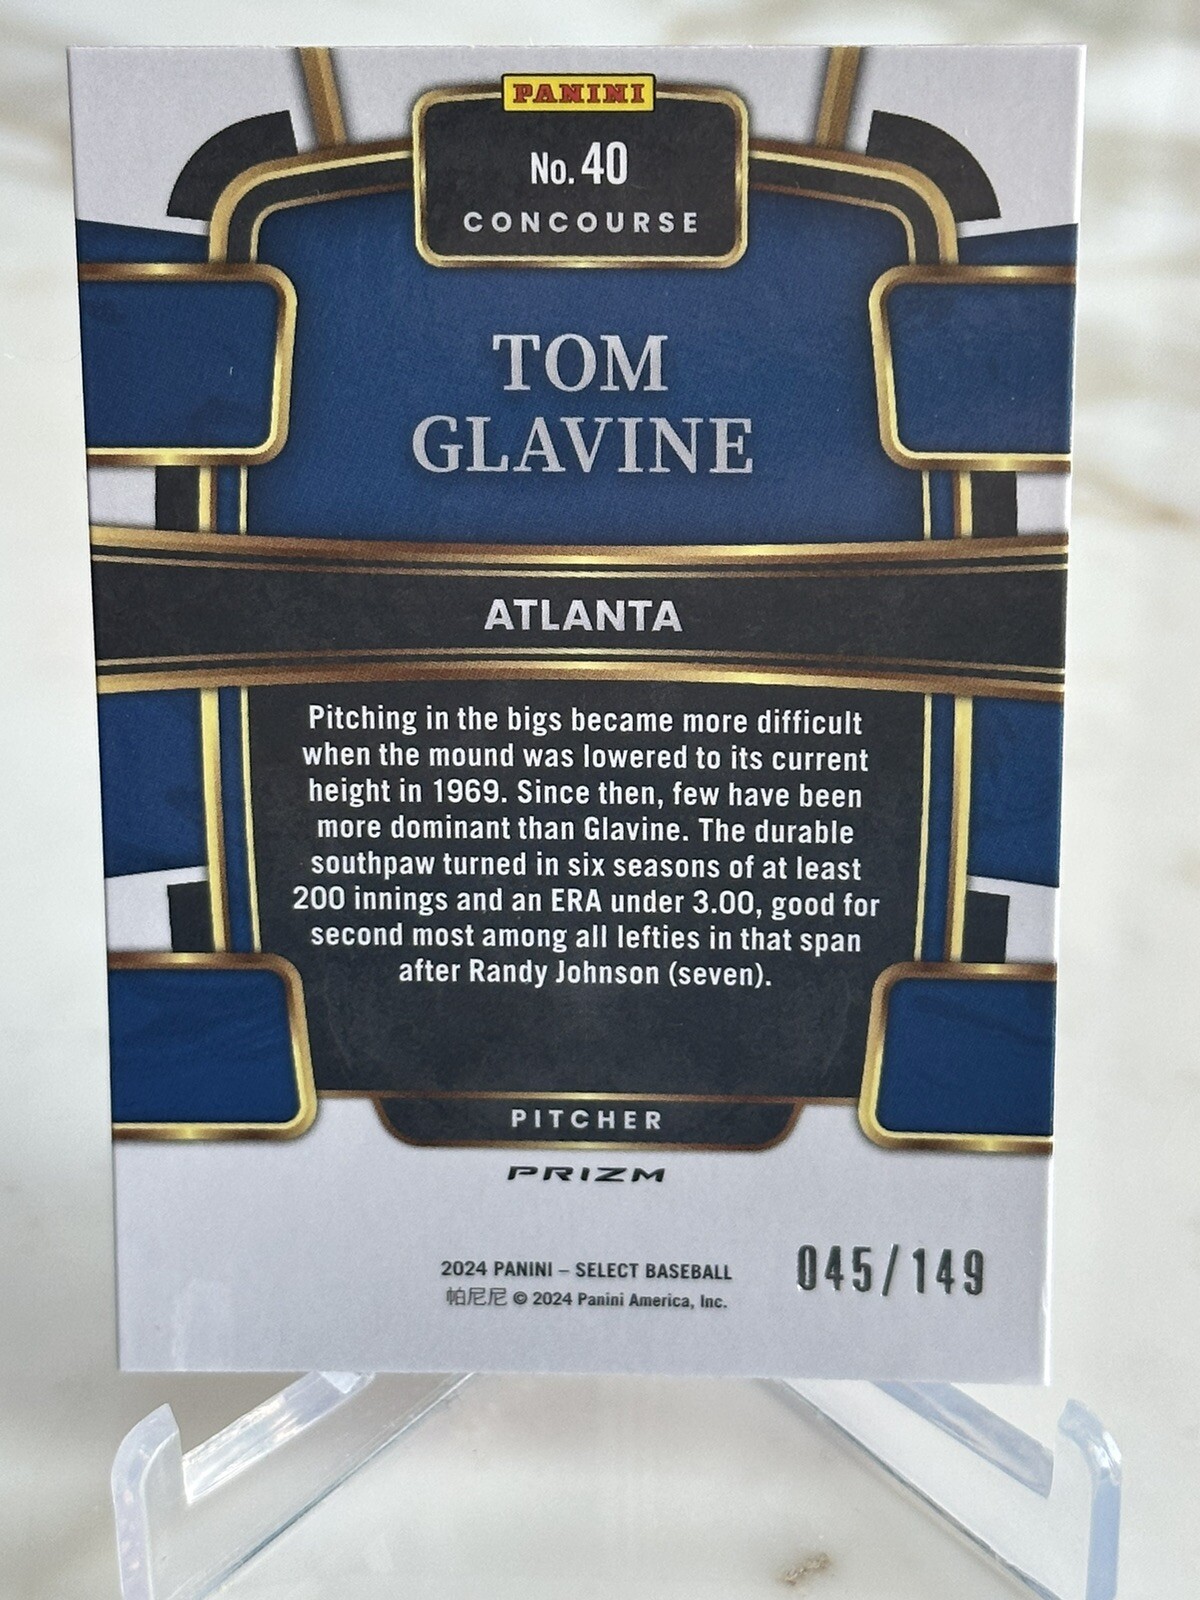 PANINI
No. 40
CONCOURSE
TOM
GLAVINE
ATLANTA
Pitching in the bigs became more difficult
when the mound was lowered to its current
height in 1969. Since then, few have been
more dominant than Glavine. The durable
southpaw turned in six seasons of at least
200 innings and an ERA under 3.00, good for
second most among all lefties in that span
after Randy Johnson (seven).
PITCHER
PRIZM
2024 PANINI – SELECT BASEBALL
帕尼尼 © 2024 Panini America, Inc.
045/149